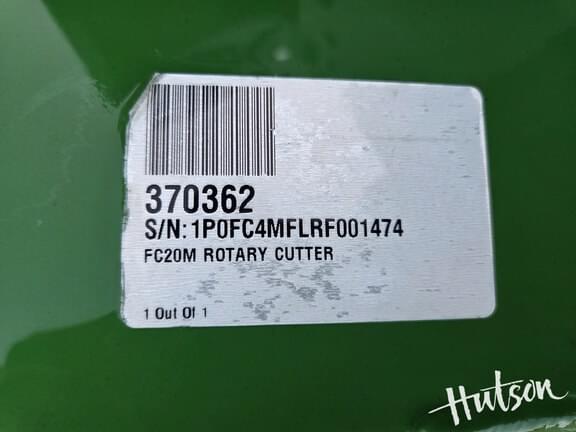 370362
S/N: 1P0FC4MFLRF001474
FC20M ROTARY CUTTER
1 Out Of 1
Hutson